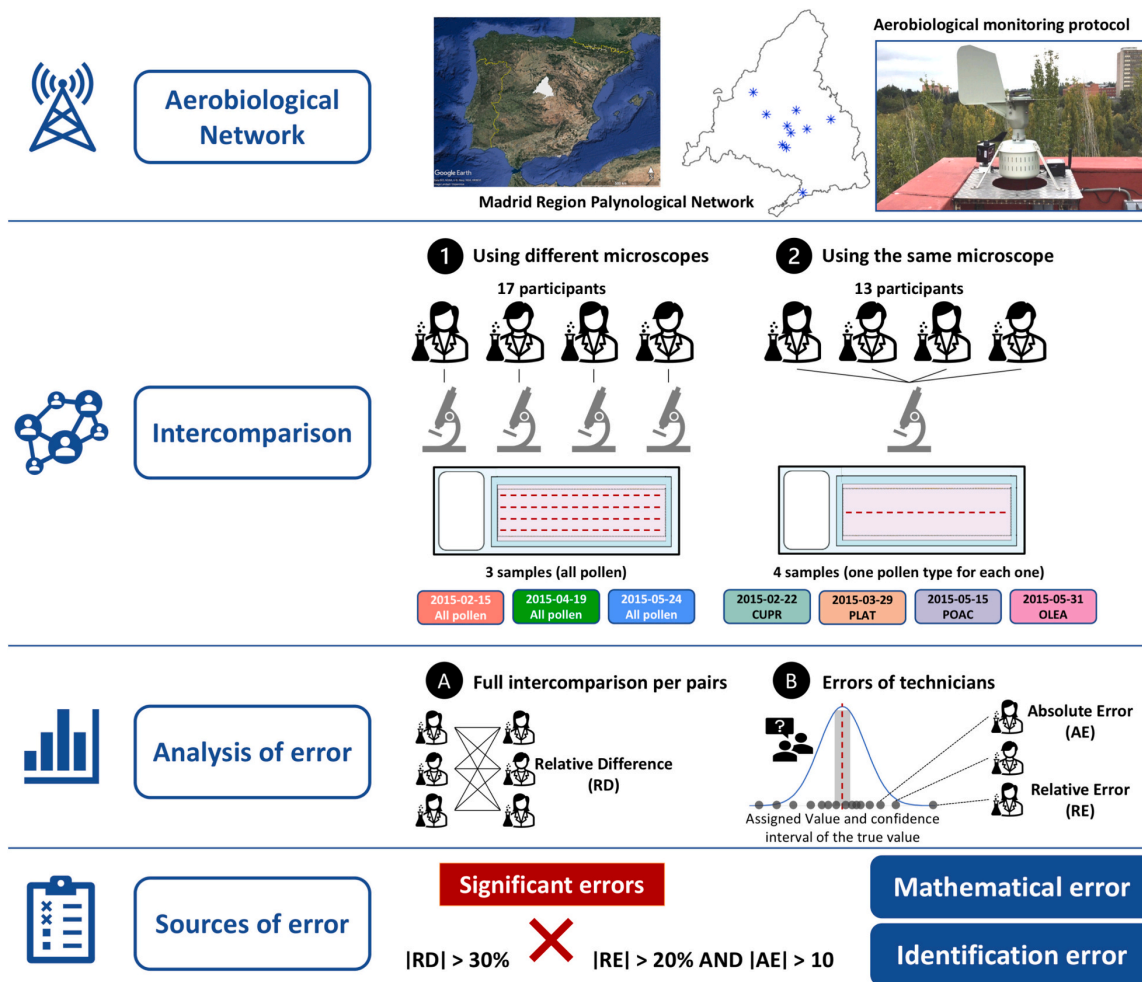 Aerobiological monitoring protocol
Aerobiological
Network
Google Earth
Madrid Region Palynological Network
1 Using different microscopes
17 participants
2 Using the same microscope
13 participants
Intercomparison
3 samples (all pollen)
2015-02-15
All pollen
2015-04-19
All pollen
2015-05-24
All pollen
4 samples (one pollen type for each one)
2015-02-22
CUPR
2015-03-29
PLAT
2015-05-15
POAC
2015-05-31
OLEA
A Full intercomparison per pairs
B Errors of technicians
Analysis of error
Relative Difference
(RD)
?
Absolute Error
(AE)
Relative Error
(RE)
Assigned Value and confidence
interval of the true value
Sources of error
Significant errors
|RD| > 30%
|RE| > 20% AND |AE| > 10
Mathematical error
Identification error